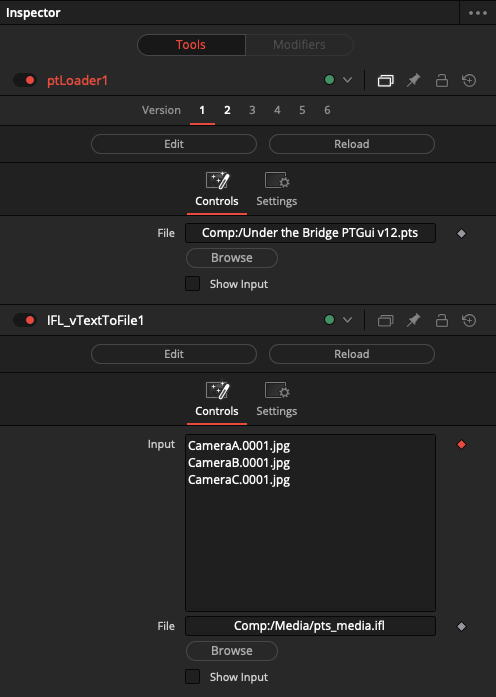 Inspector
Tools Modifiers
ptLoader1
Version 1 2 3 4 5 6
Edit Reload
Controls Settings
File Comp:/Under the Bridge PTGui v12.pts
Browse
Show Input
IFL_vTextToFile1
Edit Reload
Controls Settings
Input CameraA.0001.jpg
CameraB.0001.jpg
CameraC.0001.jpg
File Comp:/Media/pts_media.ifl
Browse
Show Input